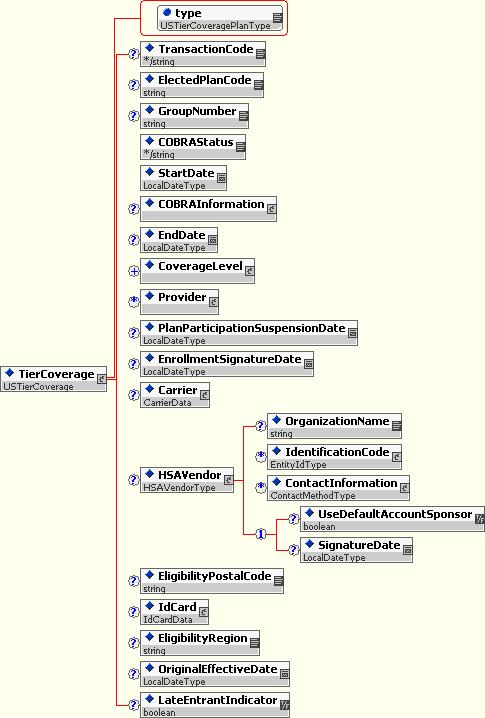 type
USTierCoveragePlanType
? TransactionCode
*/string
? ElectedPlanCode
string
? GroupNumber
string
COBRAStatus
*/string
StartDate
LocalDateType
? COBRAInformation
? EndDate
LocalDateType
+ CoverageLevel
* Provider
? PlanParticipationSuspensionDate
LocalDateType
? EnrollmentSignatureDate
LocalDateType
TierCoverage
USTierCoverage
? Carrier
CarrierData
? OrganizationName
string
* IdentificationCode
EntityIdType
? HSAVendor
HSAVendorType
* ContactInformation
ContactMethodType
1
? UseDefaultAccountSponsor
boolean
? SignatureDate
LocalDateType
? EligibilityPostalCode
string
? IdCard
IdCardData
? EligibilityRegion
string
? OriginalEffectiveDate
LocalDateType
? LateEntrantIndicator
boolean